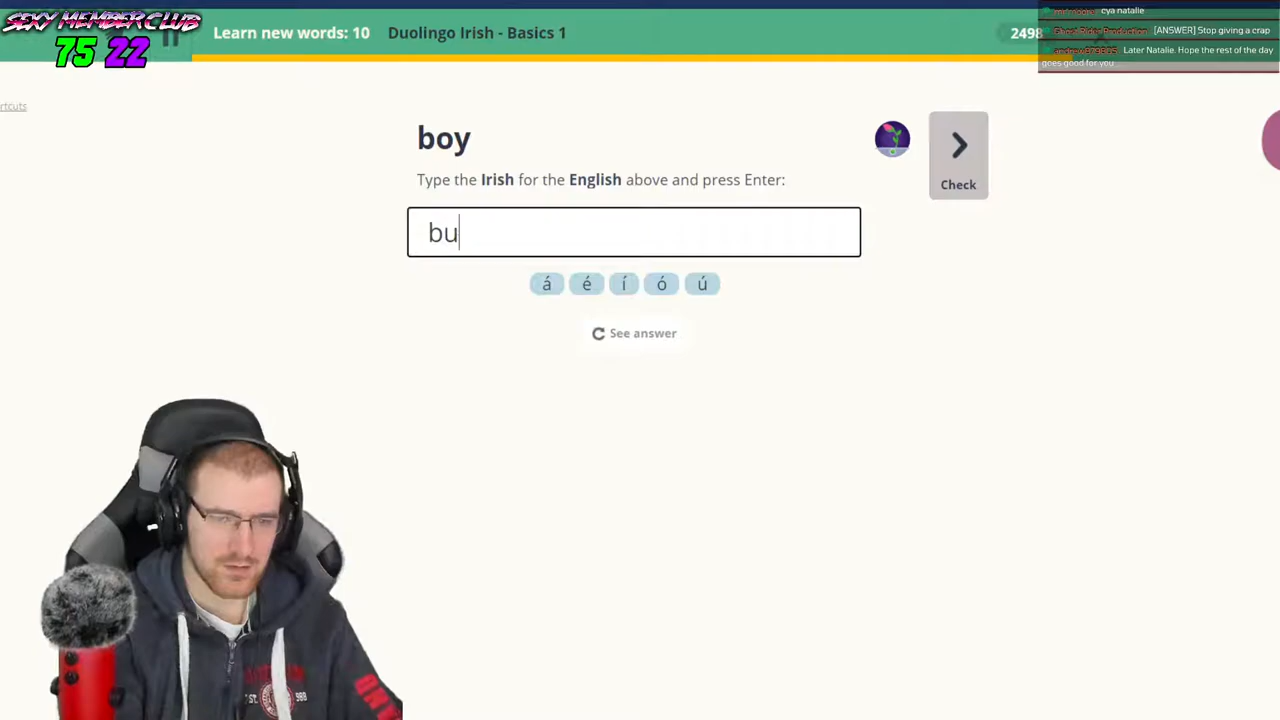 SEXY MEMBER CLUB
75 22
Learn new words: 10 Duolingo Irish - Basics 1
2498
cya natalie
[ANSWER] Stop giving a crap
Later Natalie. Hope the rest of the day
goes good for you
rtcuts
boy
Type the Irish for the English above and press Enter:
Check
bu
á é í ó ú
See answer